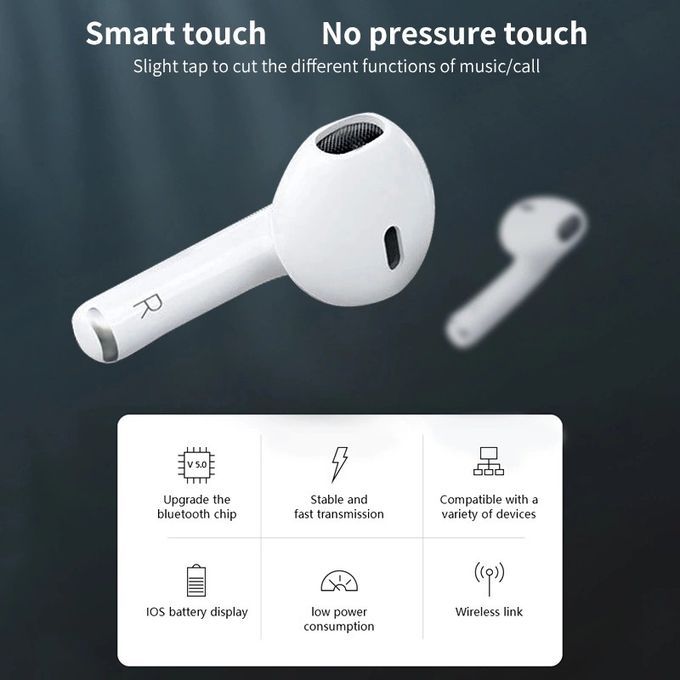 Smart touch No pressure touch
Slight tap to cut the different functions of music/call
R
V 5.0
Upgrade the
bluetooth chip
Stable and
fast transmission
Compatible with a
variety of devices
IOS battery display
low power
consumption
Wireless link